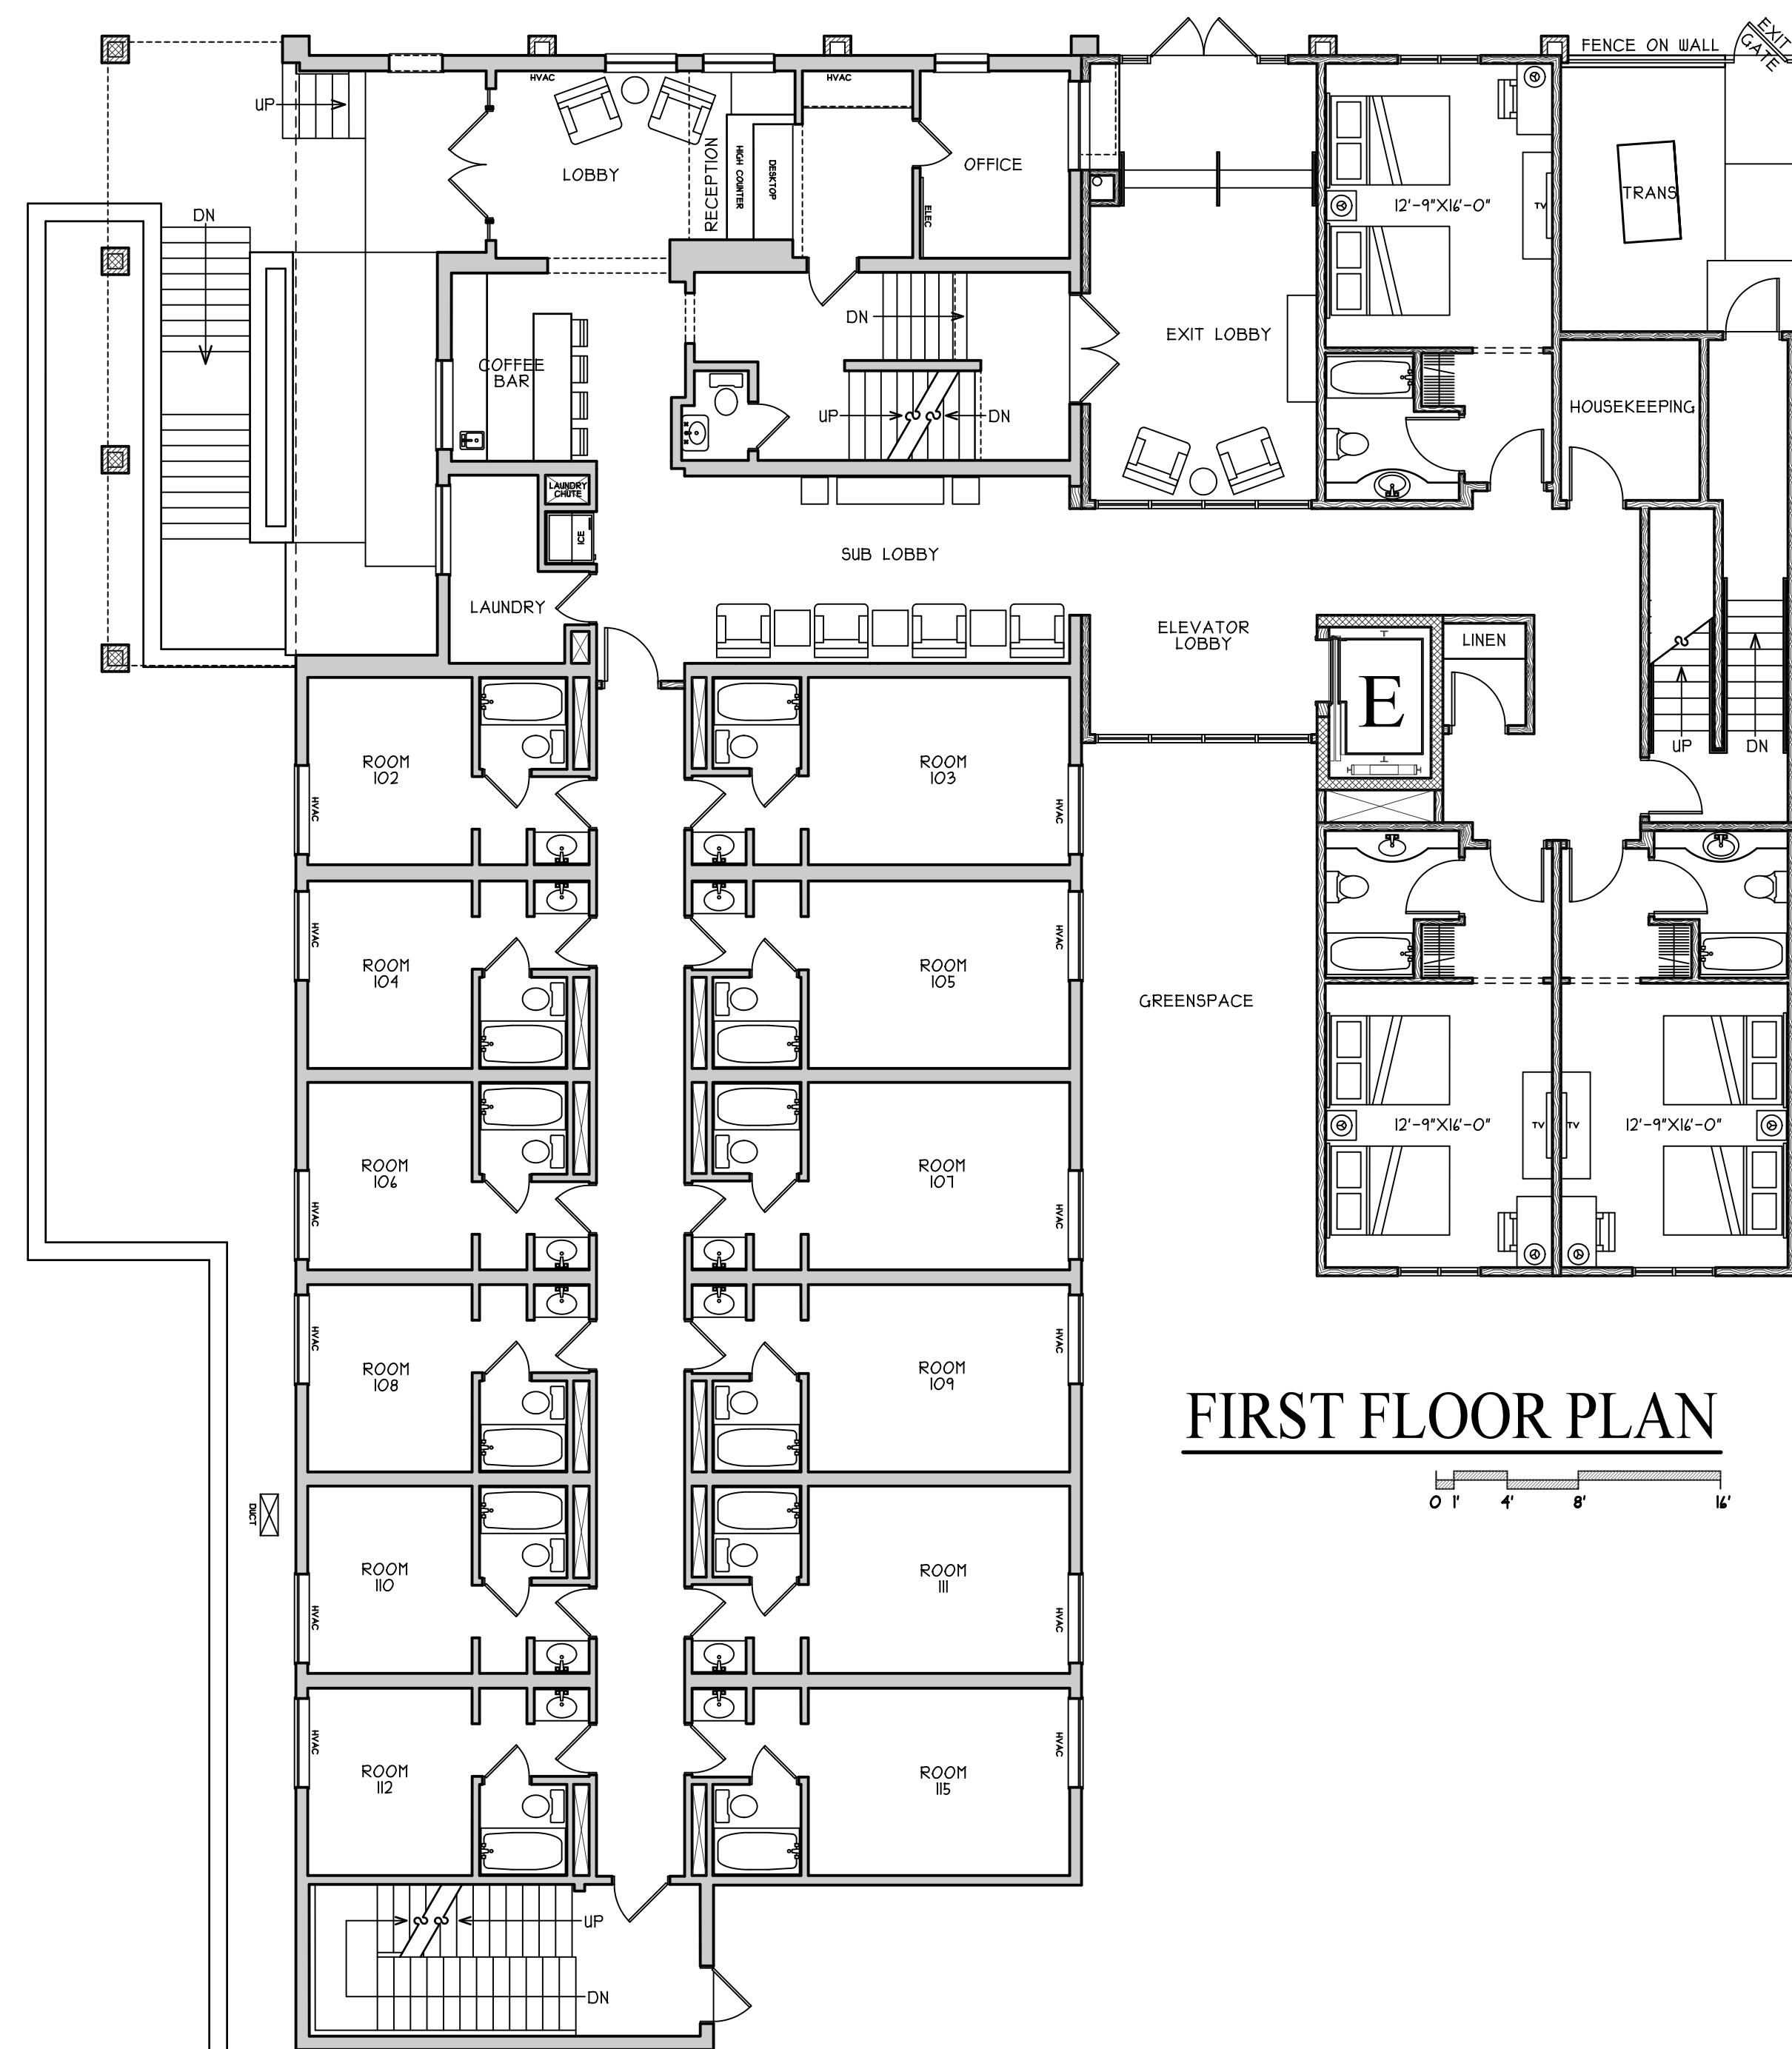 FENCE ON WALL
EXIT
GATE
HVAC
HVAC
UP
LOBBY
RECEPTION
HIGH COUNTER
DESKTOP
OFFICE
ELEC
12'-9"X16'-0"
TV
TRANS
DN
DN
EXIT LOBBY
COFFEE
BAR
UP
DN
HOUSEKEEPING
LAUNDRY
CHUTE
ICE
SUB LOBBY
LAUNDRY
ELEVATOR
LOBBY
LINEN
E
UP
DN
ROOM
102
HVAC
ROOM
103
HVAC
ROOM
104
HVAC
ROOM
105
HVAC
GREENSPACE
ROOM
106
HVAC
ROOM
107
HVAC
12'-9"X16'-0"
TV
TV
12'-9"X16'-0"
ROOM
108
HVAC
ROOM
109
HVAC
FIRST FLOOR PLAN
0 1' 4' 8' 16'
DUCT
ROOM
110
HVAC
ROOM
111
HVAC
ROOM
112
HVAC
ROOM
115
HVAC
UP
DN